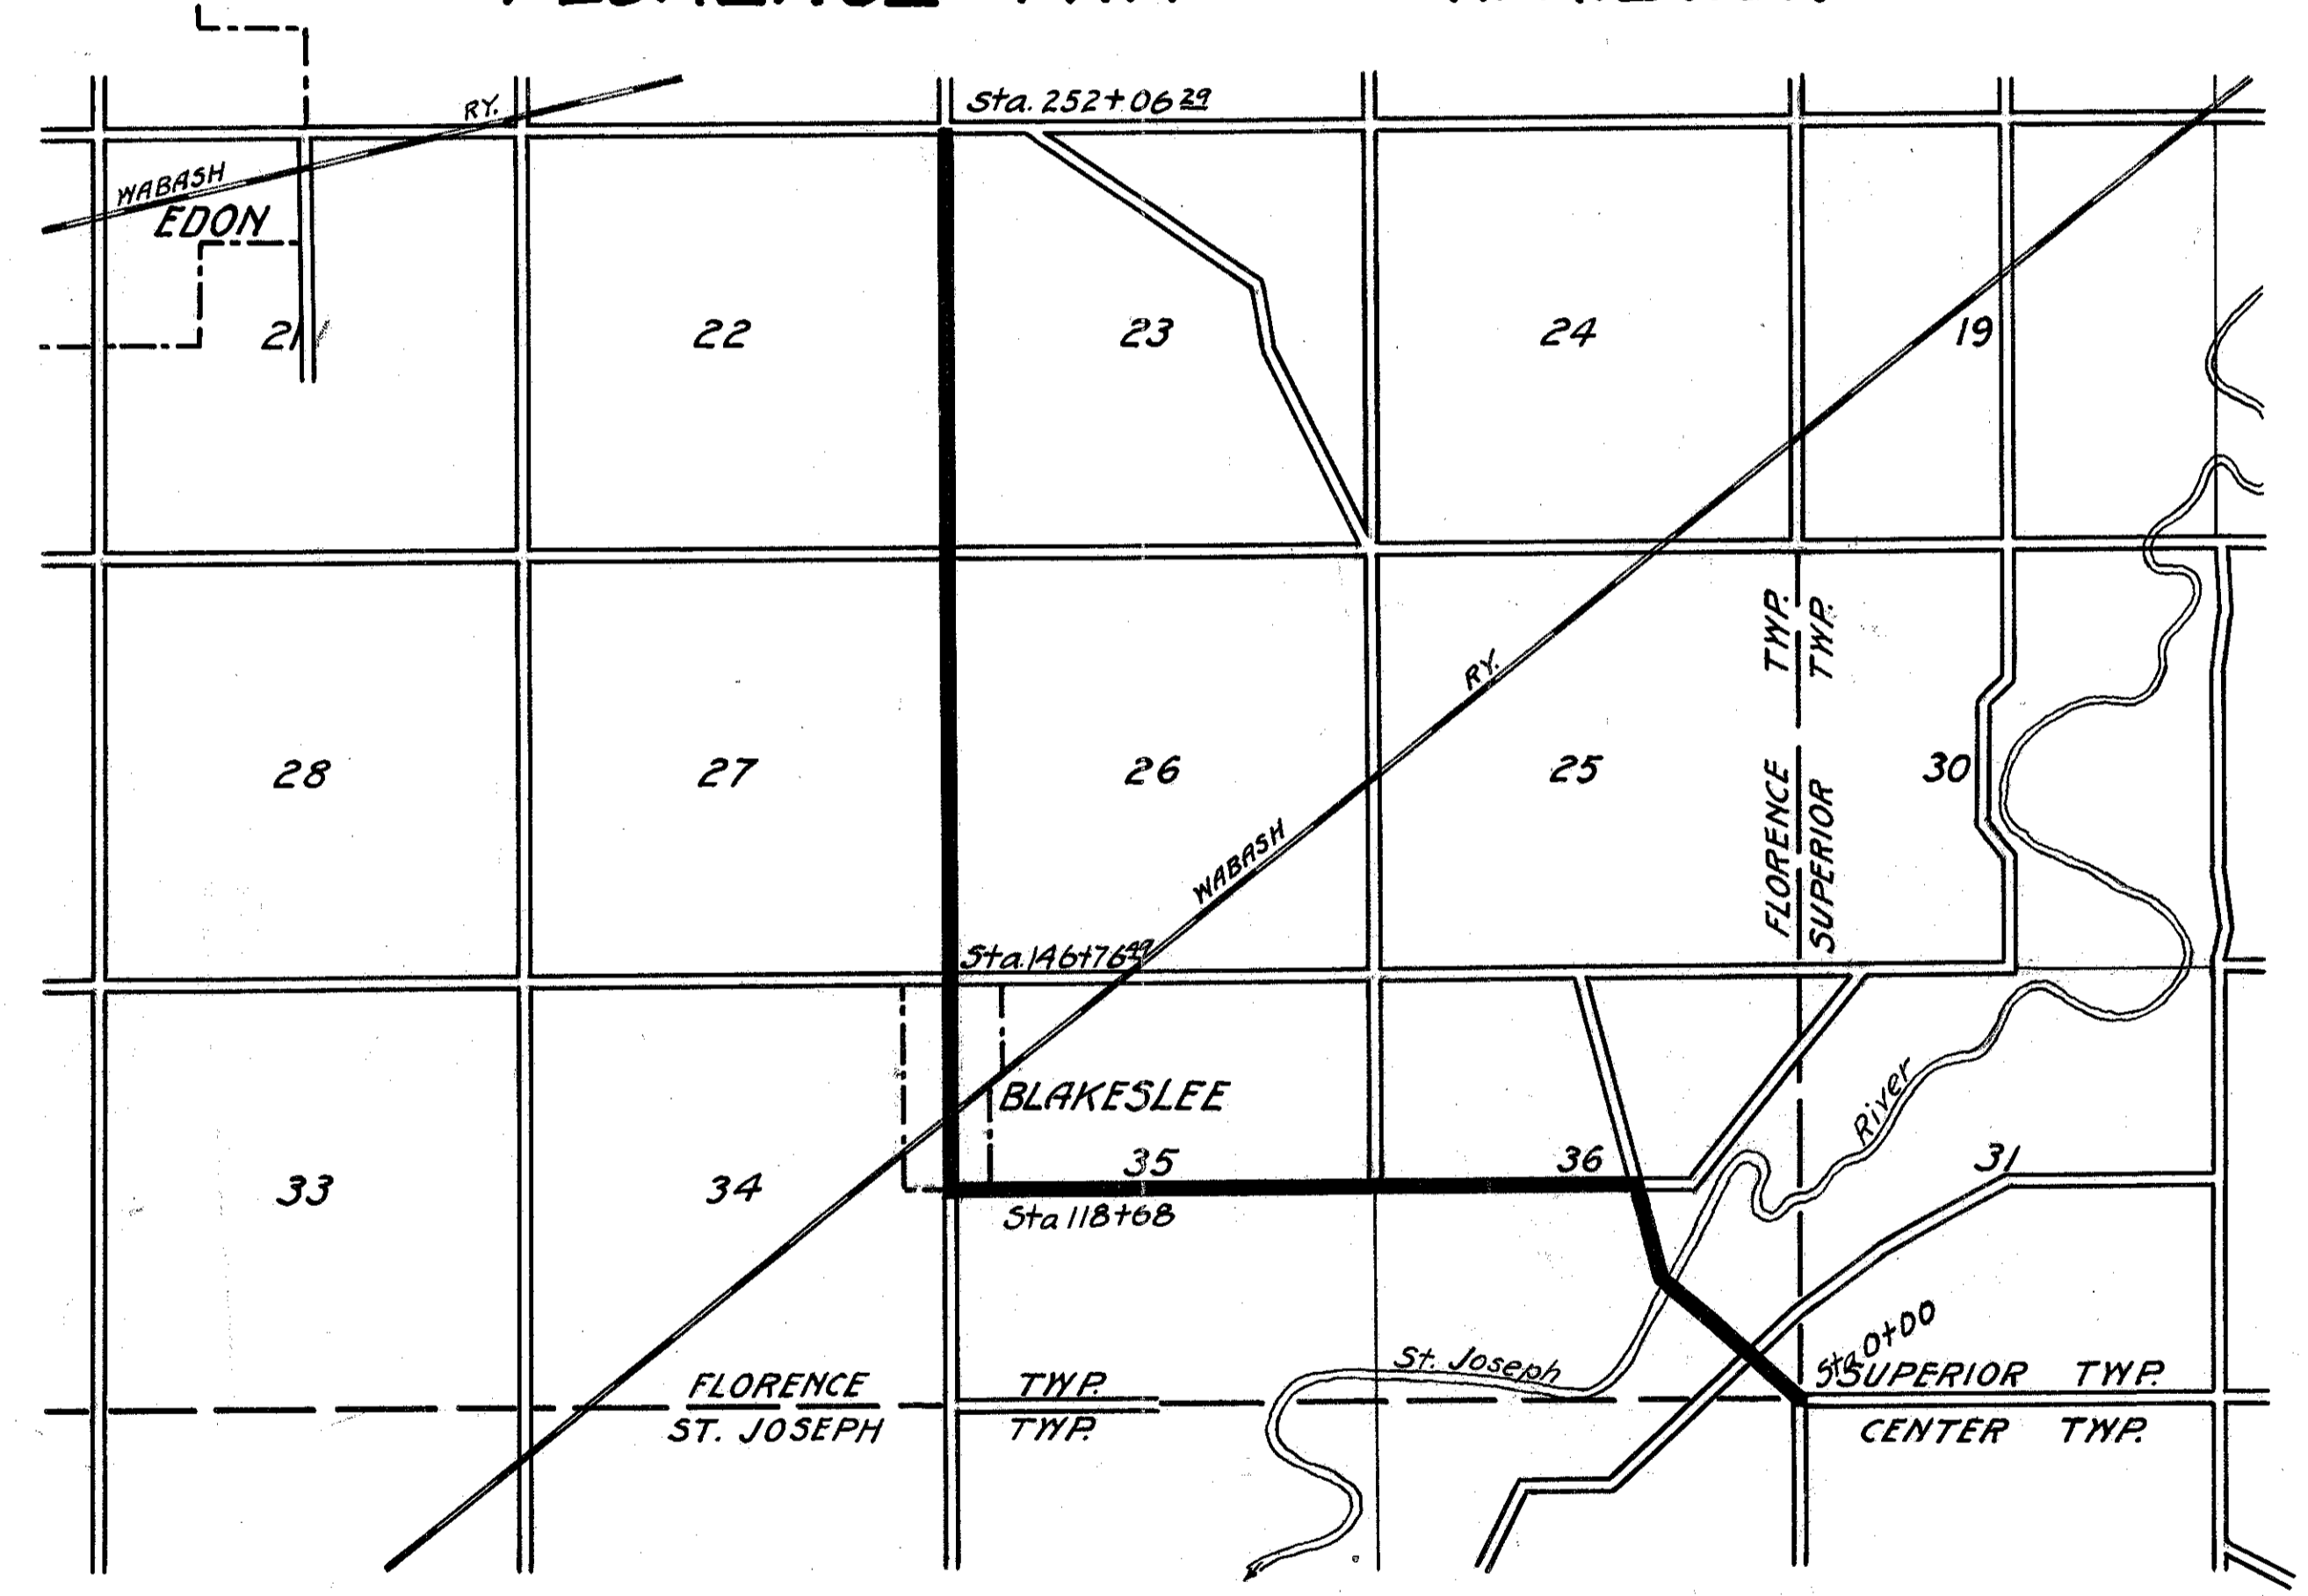 Sta. 252+06 29
RY.
WABASH
EDON
21
22
23
24
19
TWP.
TWP.
RY.
28
27
26
25
30
FLORENCE
SUPERIOR
WABASH
Sta. 146+76 49
BLAKESLEE
River
33
34
35
36
31
Sta 118+68
Sta 0+00
St. Joseph
FLORENCE TWP.
SUPERIOR TWP.
ST. JOSEPH TWP.
CENTER TWP.